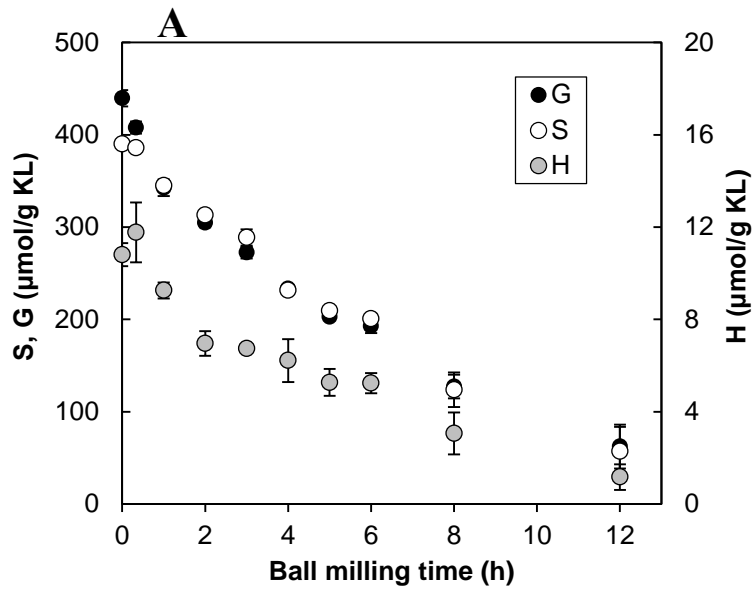 A
500
400
300
200
100
0
20
16
12
8
4
0
G
S
H
0 2 4 6 8 10 12
S, G (µmol/g KL)
H (µmol/g KL)
Ball milling time (h)